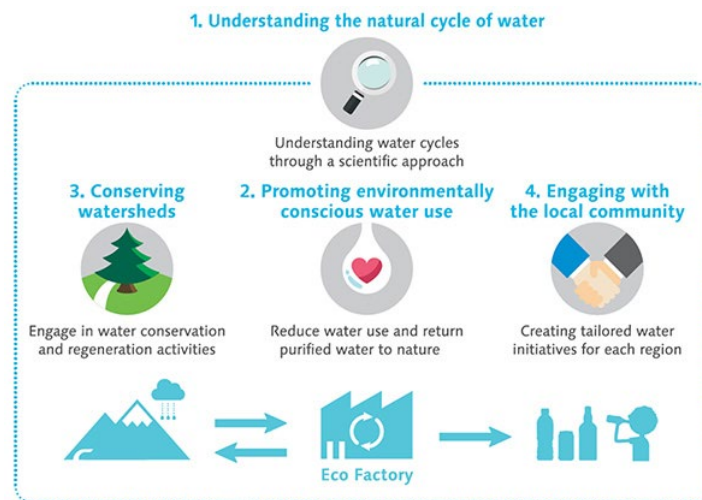 1. Understanding the natural cycle of water
Understanding water cycles
through a scientific approach
3. Conserving
watersheds
Engage in water conservation
and regeneration activities
2. Promoting environmentally
conscious water use
Reduce water use and return
purified water to nature
4. Engaging with
the local community
Creating tailored water
initiatives for each region
Eco Factory